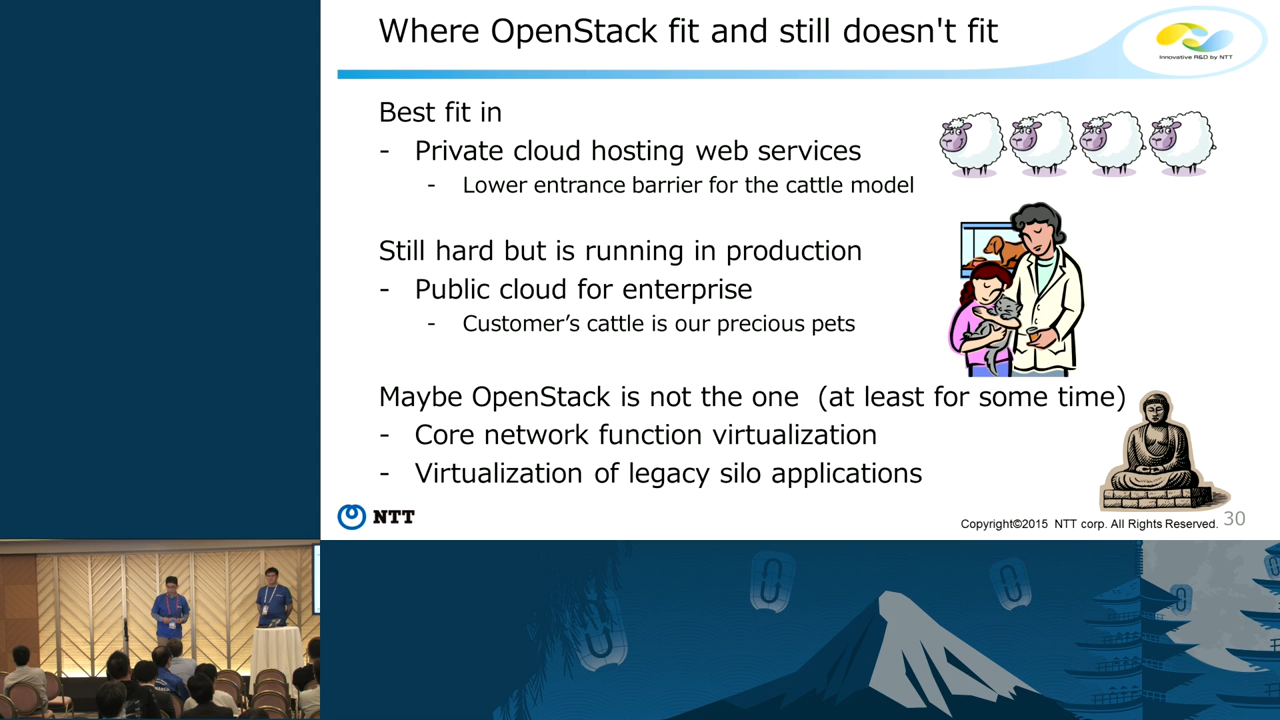 Where OpenStack fit and still doesn't fit
Innovative R&D by NTT
Best fit in
- Private cloud hosting web services
- Lower entrance barrier for the cattle model
Still hard but is running in production
- Public cloud for enterprise
- Customer’s cattle is our precious pets
Maybe OpenStack is not the one (at least for some time)
- Core network function virtualization
- Virtualization of legacy silo applications
NTT
Copyright©2015 NTT corp. All Rights Reserved. 30